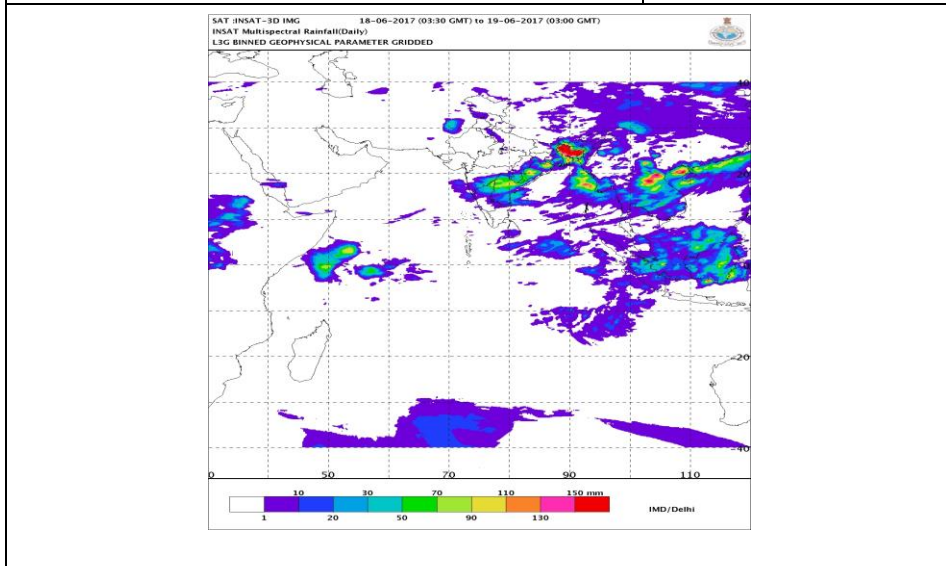 SAT :INSAT-3D IMG 18-06-2017 (03:30 GMT) to 19-06-2017 (03:00 GMT)
INSAT Multispectral Rainfall(Daily)
L3G BINNED GEOPHYSICAL PARAMETER GRIDDED
40
20
-20
-40
0 50 70 90 110
10 30 70 110 150 mm
1 20 50 90 130
IMD/Delhi